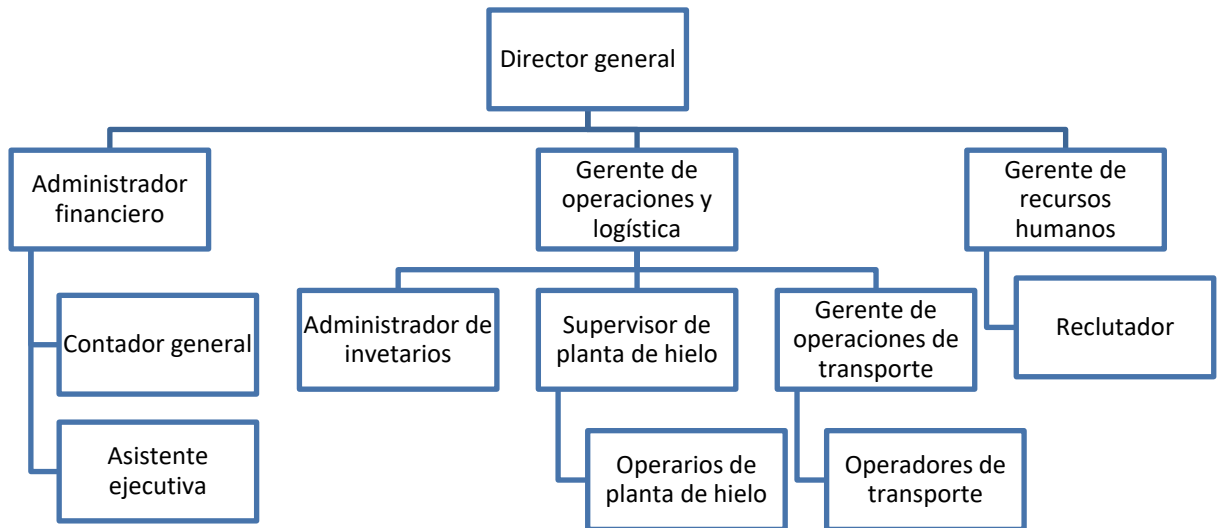 Director general
Administrador
financiero
Gerente de
operaciones y
logística
Gerente de
recursos
humanos
Contador general
Asistente
ejecutiva
Administrador de
invetarios
Supervisor de
planta de hielo
Gerente de
operaciones de
transporte
Operarios de
planta de hielo
Operadores de
transporte
Reclutador